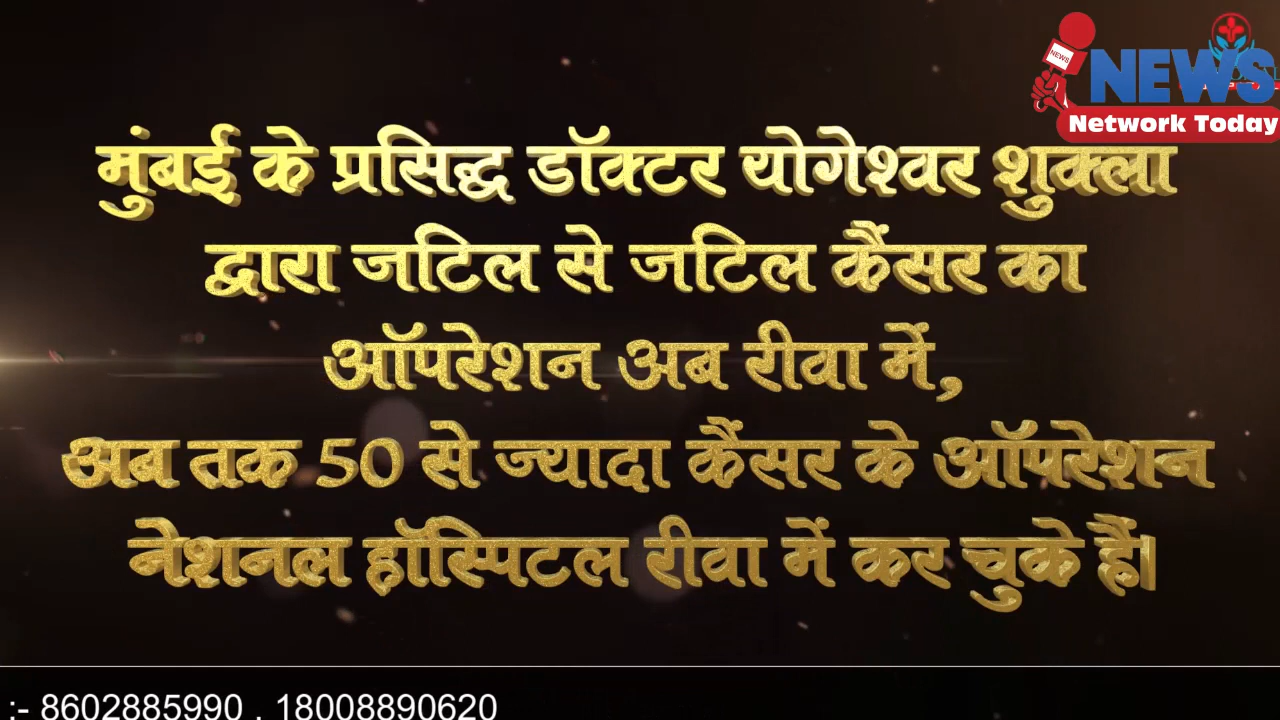 NEWS
NEWS
Network Today
मुंबई के प्रसिद्ध डॉक्टर योगेश्वर शुक्ला
द्वारा जटिल से जटिल कैंसर का
ऑपरेशन अब रीवा में,
अब तक 50 से ज्यादा कैंसर के ऑपरेशन
नेशनल हॉस्पिटल रीवा में कर चुके हैं।
:- 8602885990 , 18008890620